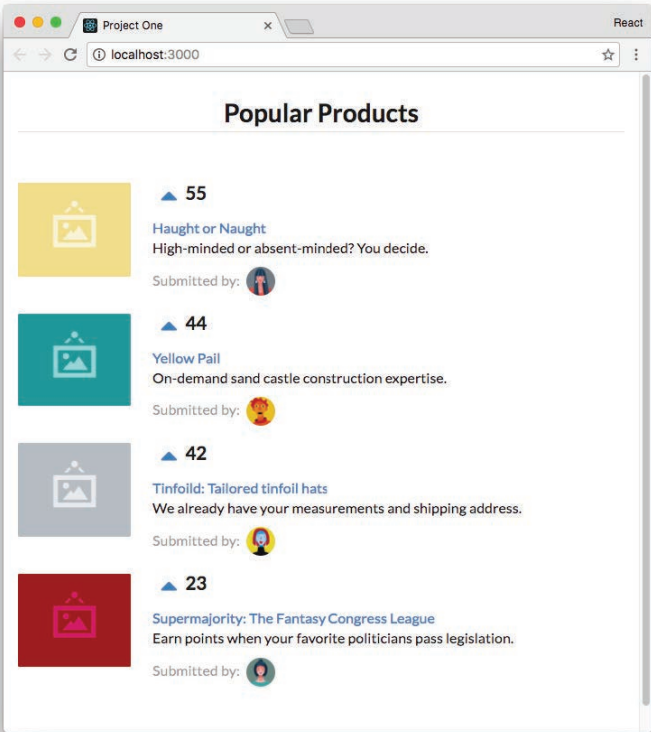 Project One
React
localhost:3000
Popular Products
55
Haught or Naught
High-minded or absent-minded? You decide.
Submitted by:
44
Yellow Pail
On-demand sand castle construction expertise.
Submitted by:
42
Tinfoild: Tailored tinfoil hats
We already have your measurements and shipping address.
Submitted by:
23
Supermajority: The Fantasy Congress League
Earn points when your favorite politicians pass legislation.
Submitted by: